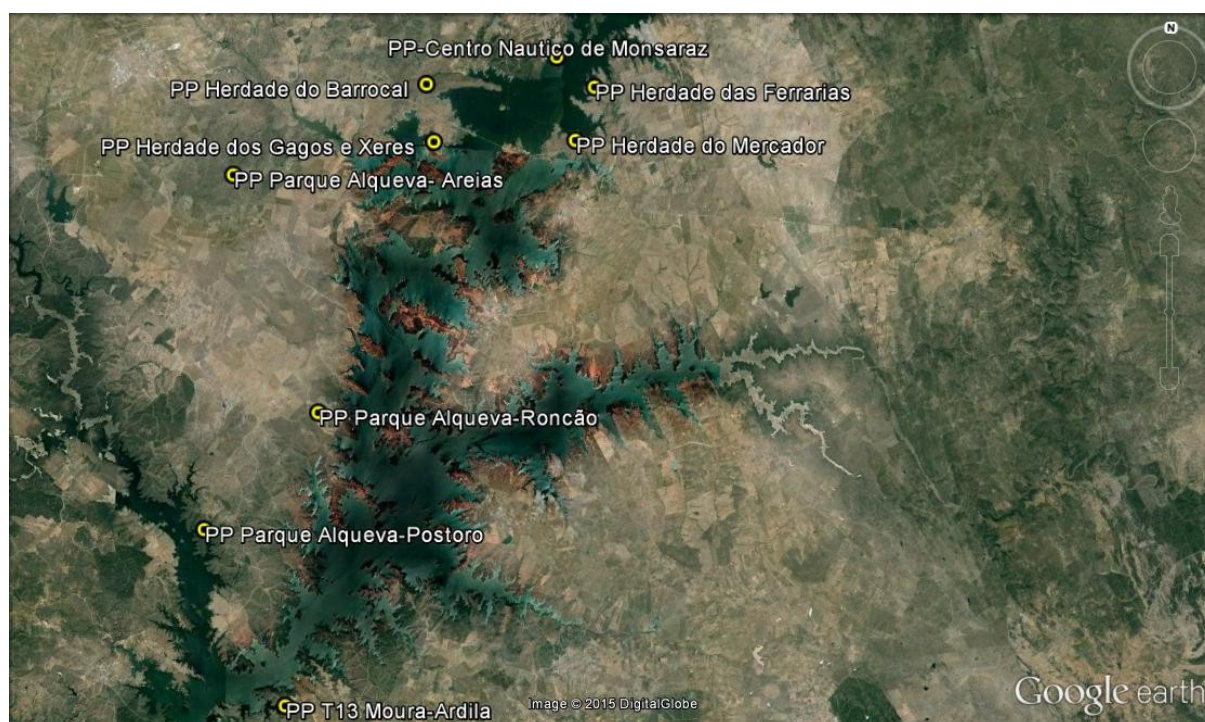 N
PP-Centro Nautico de Monsaraz
PP Herdade do Barrocal
PP Herdade das Ferrarias
PP Herdade dos Gagos e Xeres
PP Herdade do Mercador
PP Parque Alqueva- Areias
PP Parque Alqueva-Roncão
PP Parque Alqueva-Postoro
PP T13 Moura-Ardila
Image © 2015 DigitalGlobe
Google earth